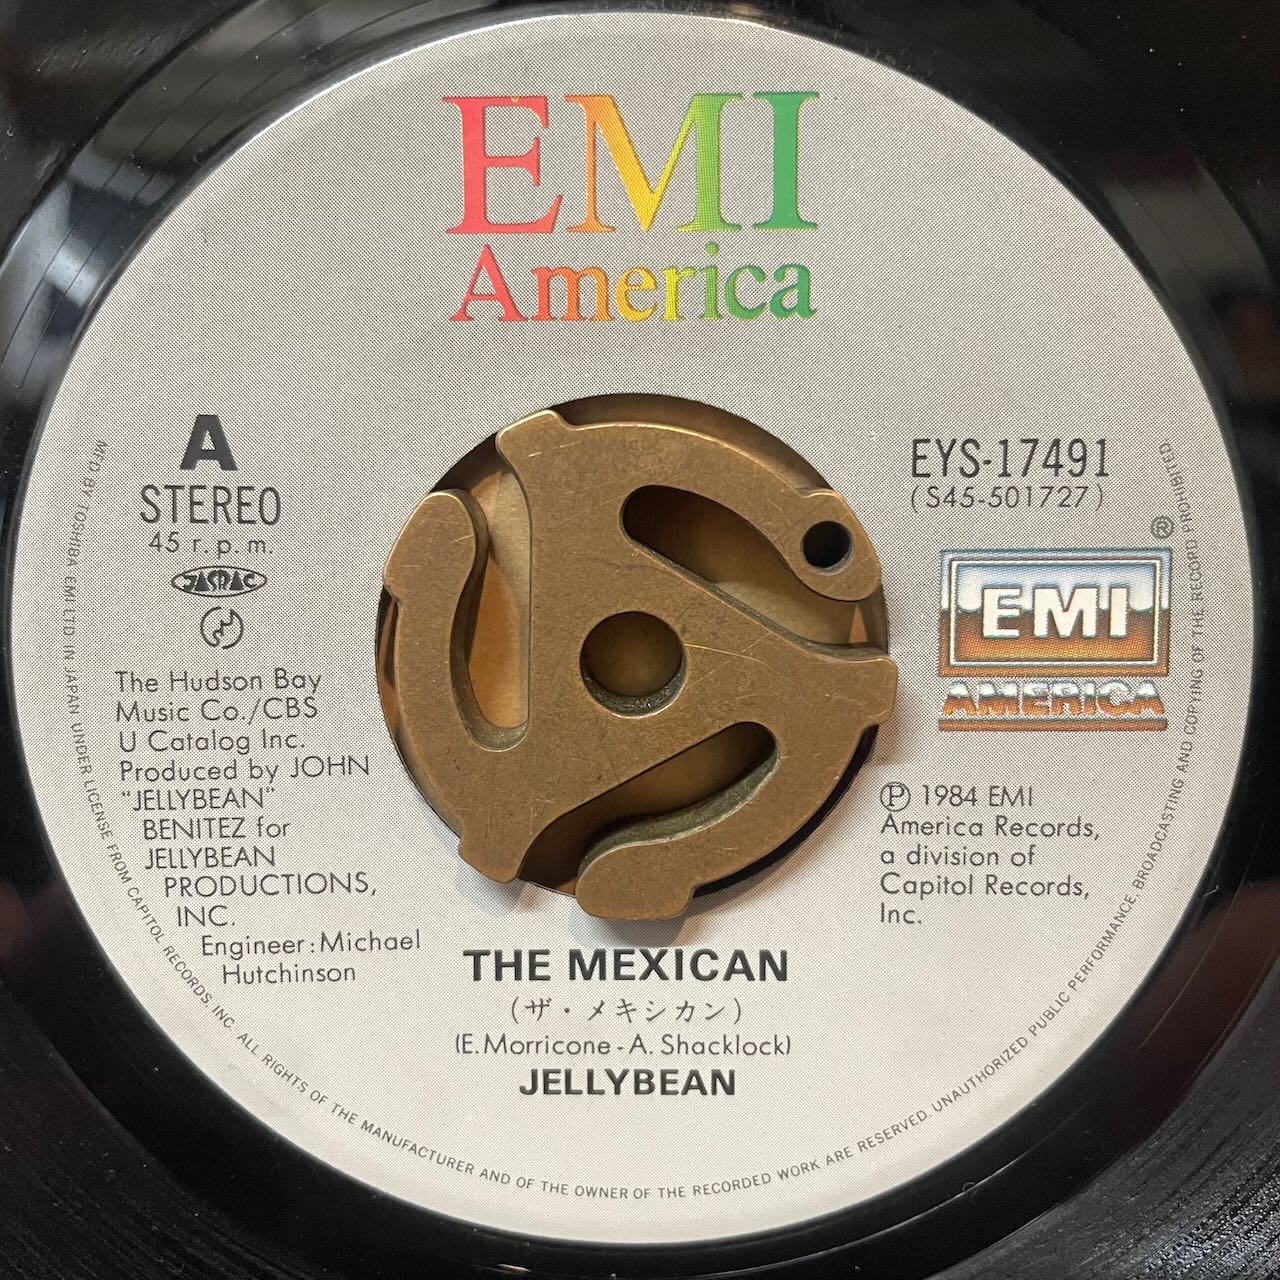 EMI
America
A
STEREO
45 r.p.m.
JASRAC
EYS-17491
(S45-501727)
®
EMI
AMERICA
The Hudson Bay
Music Co./CBS
U Catalog Inc.
Produced by JOHN
"JELLYBEAN"
BENITEZ for
JELLYBEAN
PRODUCTIONS,
INC.
Engineer:Michael
Hutchinson
Ⓟ 1984 EMI
America Records,
a division of
Capitol Records,
Inc.
THE MEXICAN
(ザ・メキシカン)
(E. Morricone-A. Shacklock)
JELLYBEAN
MFD BY TOSHIBA EMI LTD IN JAPAN UNDER LICENSE FROM CAPITOL RECORDS, INC. ALL RIGHTS OF THE MANUFACTURER AND OF THE OWNER OF THE RECORDED WORK ARE RESERVED. UNAUTHORIZED PUBLIC PERFORMANCE, BROADCASTING AND COPYING OF THE RECORD PROHIBITED